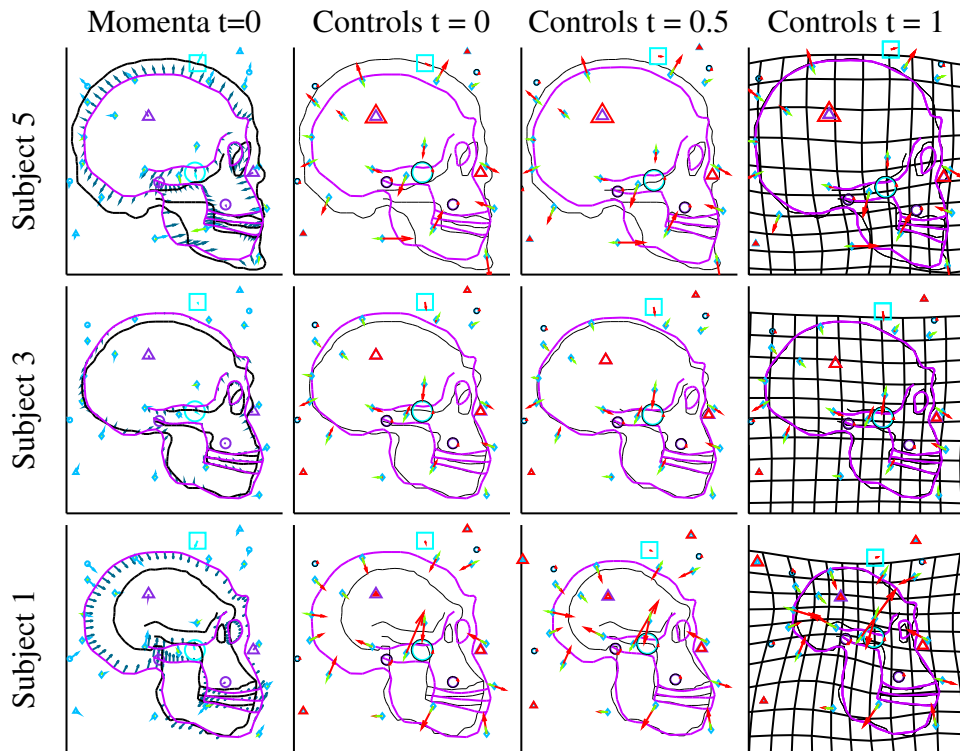 Momenta t=0
Controls t = 0
Controls t = 0.5
Controls t = 1
Subject 5
Subject 3
Subject 1